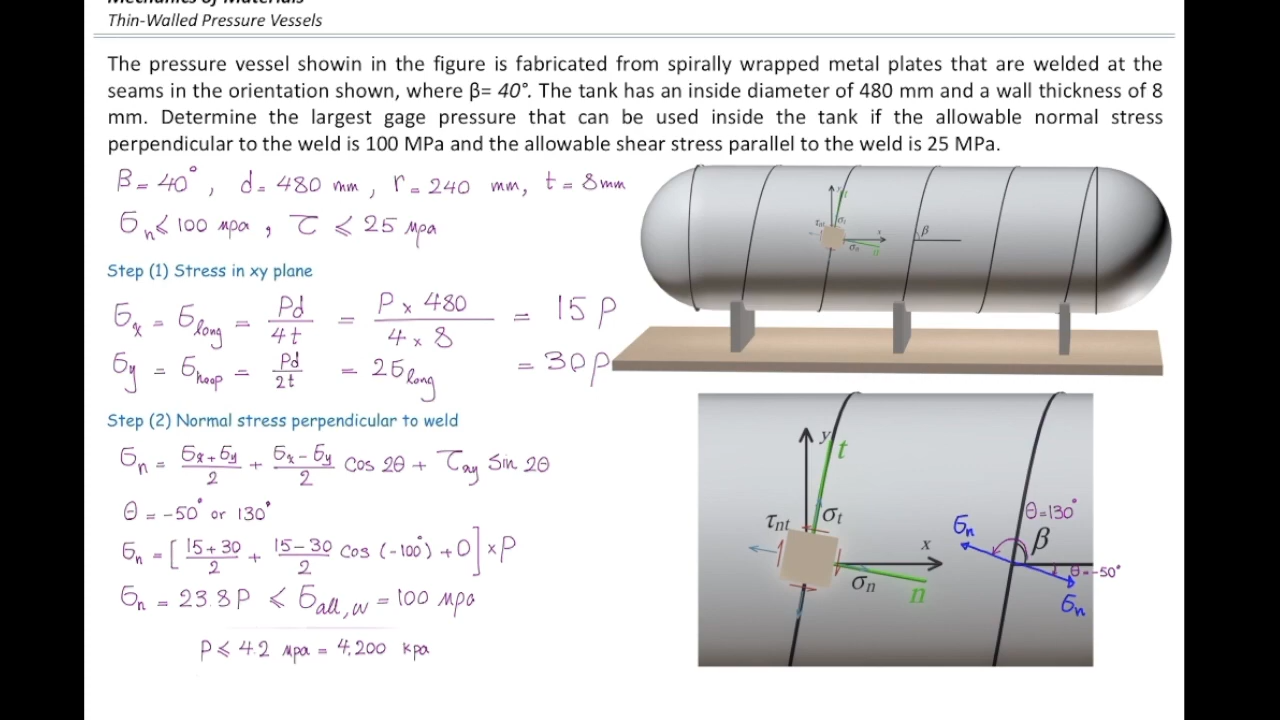 Mechanics of Materials
Thin-Walled Pressure Vessels
The pressure vessel showin in the figure is fabricated from spirally wrapped metal plates that are welded at the
seams in the orientation shown, where β= 40°. The tank has an inside diameter of 480 mm and a wall thickness of 8
mm. Determine the largest gage pressure that can be used inside the tank if the allowable normal stress
perpendicular to the weld is 100 MPa and the allowable shear stress parallel to the weld is 25 MPa.
β = 40°, d = 480 mm, r = 240 mm, t = 8mm
σn ≤ 100 Mpa, τ ≤ 25 Mpa
Step (1) Stress in xy plane
σx = σlong = Pd/4t = P x 480 / 4 x 8 = 15 P
σy = σhoop = Pd/2t = 2σlong = 30 P
Step (2) Normal stress perpendicular to weld
σn = σx+σy/2 + σx-σy/2 cos 2θ + τxy sin 2θ
θ = -50° or 130°
σn = [15+30/2 + 15-30/2 cos (-100°) + 0] x P
σn = 23.8P ≤ σall,w = 100 Mpa
P ≤ 4.2 Mpa = 4,200 kpa
y
t
τnt
σt
x
β
σn
n
y
t
τnt
σt
x
σn
n
σn
θ=130°
β
θ=-50°
σn